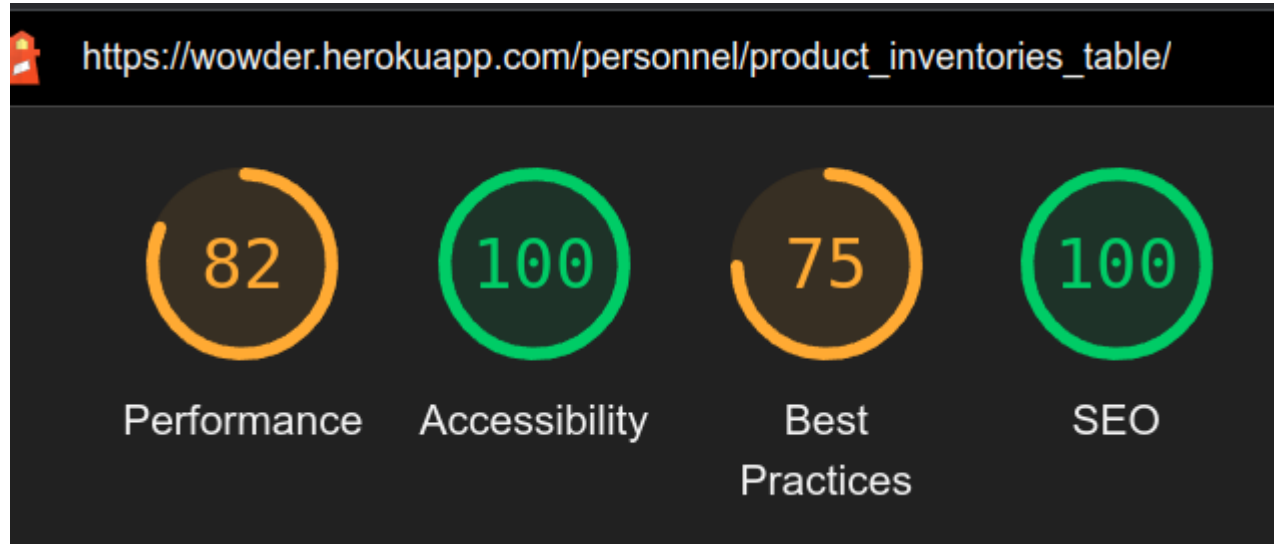 https://wowder.herokuapp.com/personnel/product_inventories_table/
82 100 75 100
Performance Accessibility Best Practices SEO